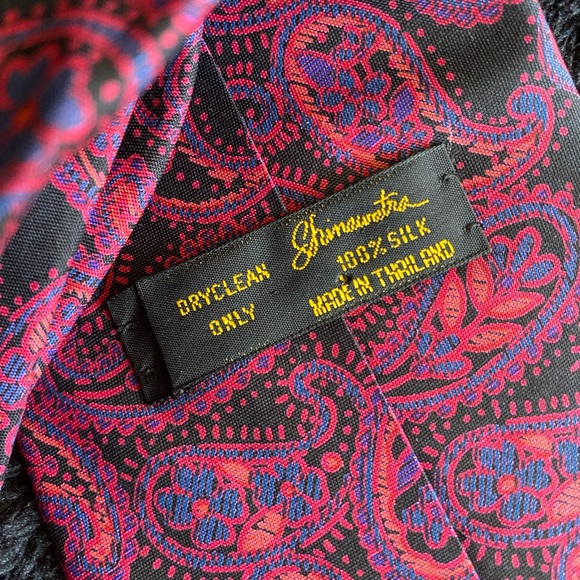 Shinawatra
DRYCLEAN 100% SILK
ONLY MADE IN THAILAND